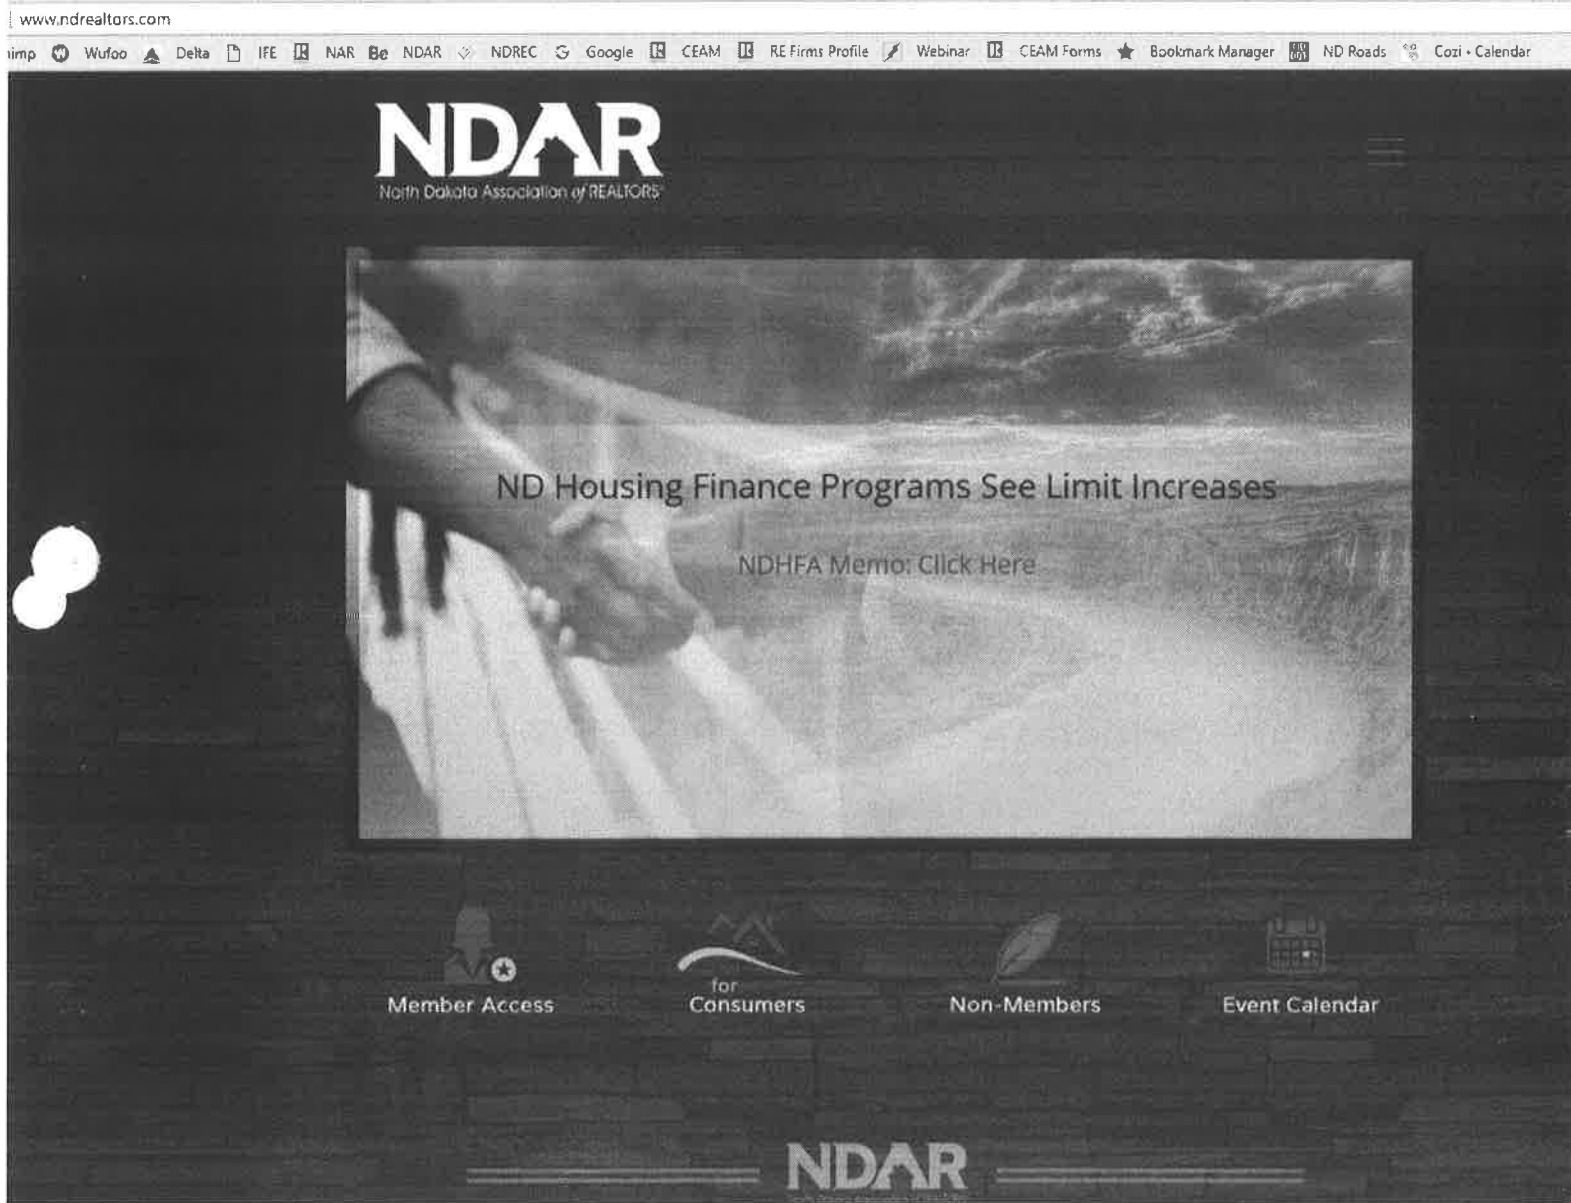 www.ndrealtors.com
imp Wufoo Delta IFE NAR Be NDAR NDREC Google CEAM RE Firms Profile Webinar CEAM Forms Bookmark Manager ND Roads Cozi - Calendar
NDAR
North Dakota Association of REALTORS®
ND Housing Finance Programs See Limit Increases
NDHFA Memo: Click Here
Member Access
for
Consumers
Non-Members
Event Calendar
NDAR